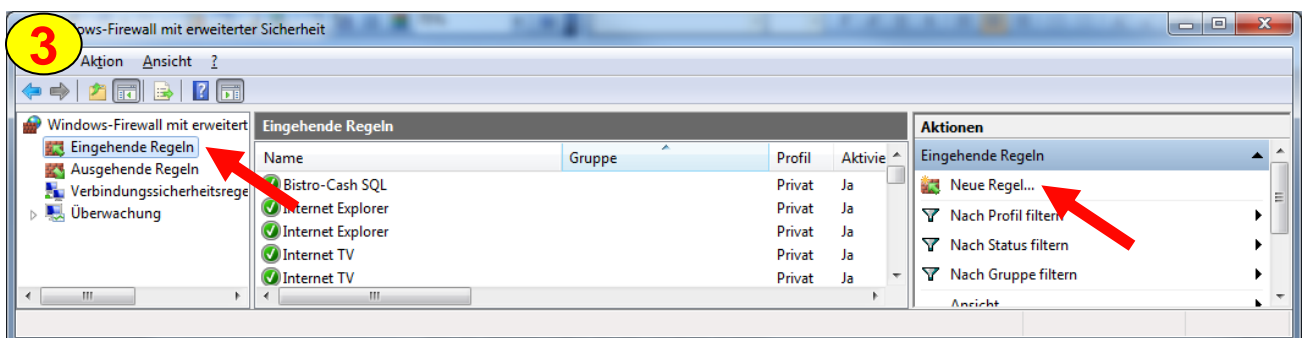 3
ows-Firewall mit erweiterter Sicherheit
Aktion Ansicht ?
Windows-Firewall mit erweitert
Eingehende Regeln
Ausgehende Regeln
Verbindungssicherheitsrege
Überwachung
Eingehende Regeln
Name Gruppe Profil Aktivie
Bistro-Cash SQL Privat Ja
Internet Explorer Privat Ja
Internet Explorer Privat Ja
Internet TV Privat Ja
Internet TV Privat Ja
Aktionen
Eingehende Regeln
Neue Regel...
Nach Profil filtern
Nach Status filtern
Nach Gruppe filtern
Ansicht